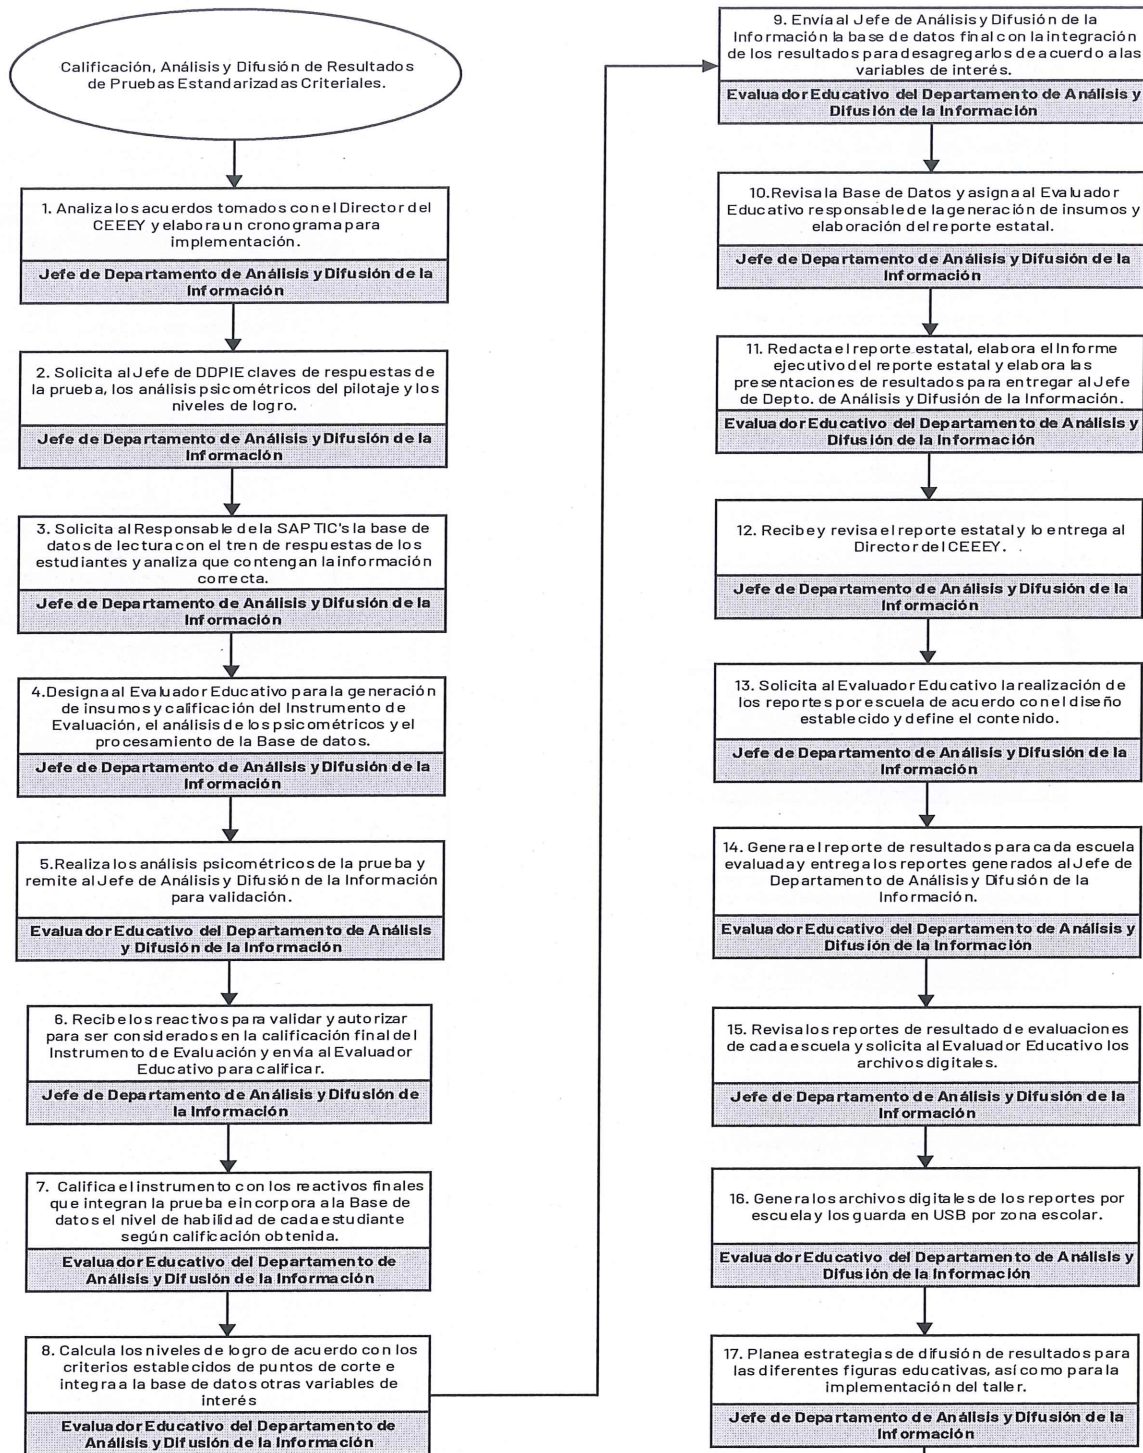 Calificación, Análisis y Difusión de Resultados
de Pruebas Estandarizadas Criteriales.
1. Analiza los acuerdos tomados con el Director del
CEEEY y elabora un cronograma para
implementación.
Jefe de Departamento de Análisis y Difusión de la
Información
2. Solicita al Jefe de DDPIE claves de respuestas de
la prueba, los análisis psicométricos del pilotaje y los
niveles de logro.
Jefe de Departamento de Análisis y Difusión de la
Información
3. Solicita al Responsable de la SAP TIC's la base de
datos de lectura con el tren de respuestas de los
estudiantes y analiza que contengan la información
correcta.
Jefe de Departamento de Análisis y Difusión de la
Información
4.Designa al Evaluador Educativo para la generación
de insumos y calificación del Instrumento de
Evaluación, el análisis de los psicométricos y el
procesamiento de la Base de datos.
Jefe de Departamento de Análisis y Difusión de la
Información
5.Realiza los análisis psicométricos de la prueba y
remite al Jefe de Análisis y Difusión de la Información
para validación.
Evaluador Educativo del Departamento de Análisis
y Difusión de la Información
6. Recibe los reactivos para validar y autorizar
para ser considerados en la calificación final del
Instrumento de Evaluación y envía al Evaluador
Educativo para calificar.
Jefe de Departamento de Análisis y Difusión de
la Información
7. Califica el instrumento con los reactivos finales
que integran la prueba e incorpora a la Base de
datos el nivel de habilidad de cada estudiante
según calificación obtenida.
Evaluador Educativo del Departamento de
Análisis y Difusión de la Información
8. Calcula los niveles de logro de acuerdo con los
criterios establecidos de puntos de corte e
integra a la base de datos otras variables de
interés
Evaluador Educativo del Departamento de
Análisis y Difusión de la Información
9. Envía al Jefe de Análisis y Difusión de la
Información la base de datos final con la integración
de los resultados para desagregarlos de acuerdo a las
variables de interés.
Evaluador Educativo del Departamento de Análisis y
Difusión de la Información
10.Revisa la Base de Datos y asigna al Evaluador
Educativo responsable de la generación de insumos y
elaboración del reporte estatal.
Jefe de Departamento de Análisis y Difusión de la
Información
11. Redacta el reporte estatal, elabora el Informe
ejecutivo del reporte estatal y elabora las
presentaciones de resultados para entregar al Jefe
de Depto. de Análisis y Difusión de la Información.
Evaluador Educativo del Departamento de Análisis y
Difusión de la Información
12. Recibe y revisa el reporte estatal y lo entrega al
Director del CEEEY.
Jefe de Departamento de Análisis y Difusión de la
Información
13. Solicita al Evaluador Educativo la realización de
los reportes por escuela de acuerdo con el diseño
establecido y define el contenido.
Jefe de Departamento de Análisis y Difusión de la
Información
14. Genera el reporte de resultados para cada escuela
evaluada y entrega los reportes generados al Jefe de
Departamento de Análisis y Difusión de la
Información.
Evaluador Educativo del Departamento de Análisis y
Difusión de la Información
15. Revisa los reportes de resultado de evaluaciones
de cada escuela y solicita al Evaluador Educativo los
archivos digitales.
Jefe de Departamento de Análisis y Difusión de la
Información
16. Genera los archivos digitales de los reportes por
escuela y los guarda en USB por zona escolar.
Evaluador Educativo del Departamento de Análisis y
Difusión de la Información
17. Planea estrategias de difusión de resultados para
las diferentes figuras educativas, así como para la
implementación del taller.
Jefe de Departamento de Análisis y Difusión de la
Información